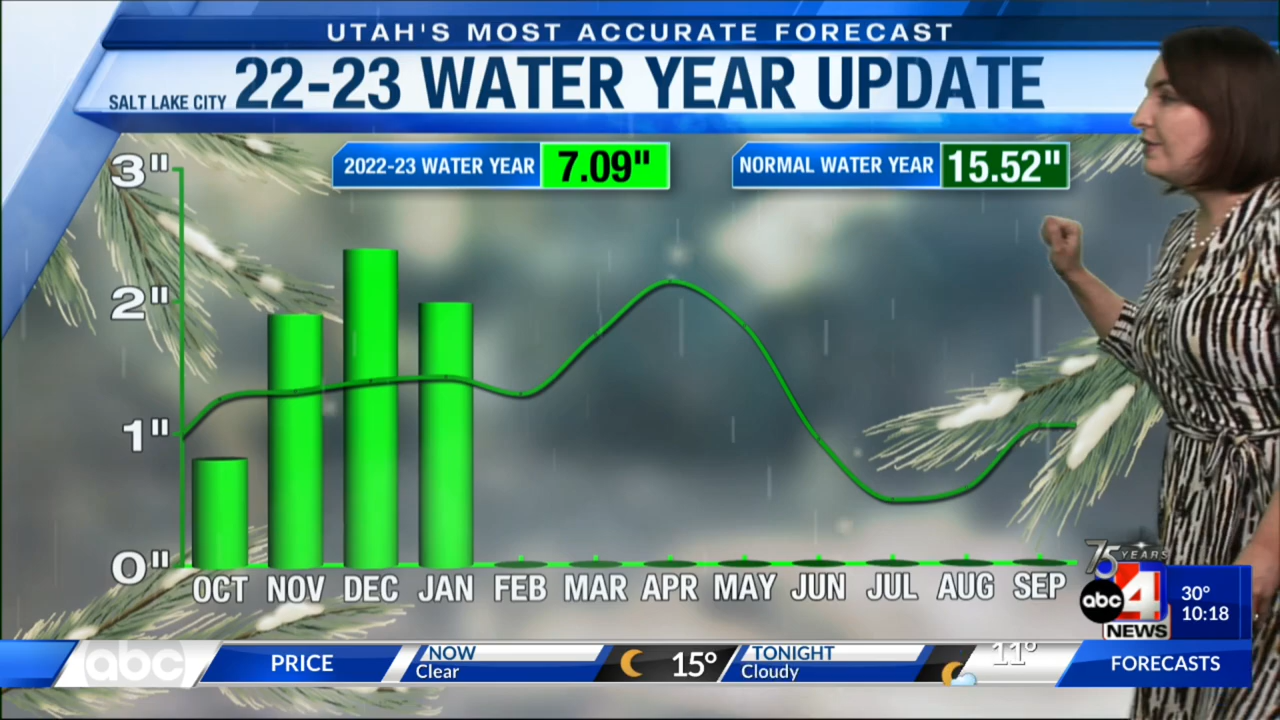 UTAH'S MOST ACCURATE FORECAST
SALT LAKE CITY 22-23 WATER YEAR UPDATE
2022-23 WATER YEAR 7.09" NORMAL WATER YEAR 15.52"
3"
2"
1"
0"
OCT NOV DEC JAN FEB MAR APR MAY JUN JUL AUG SEP
75 YEARS
abc 4
NEWS
30°
10:18
abc
PRICE
NOW
Clear
15°
TONIGHT
Cloudy
11°
FORECASTS